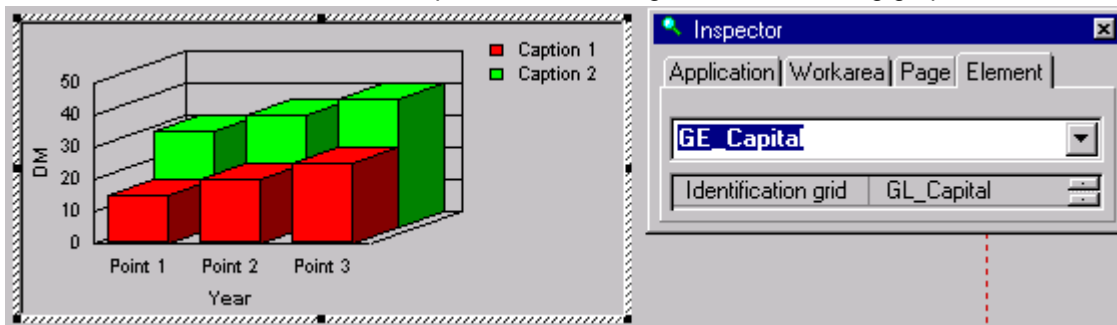 Caption 1
Caption 2
50
40
30
20
10
0
DM
Point 1 Point 2 Point 3
Year
Inspector
Application Workarea Page Element
GE_Capital
Identification grid GL_Capital